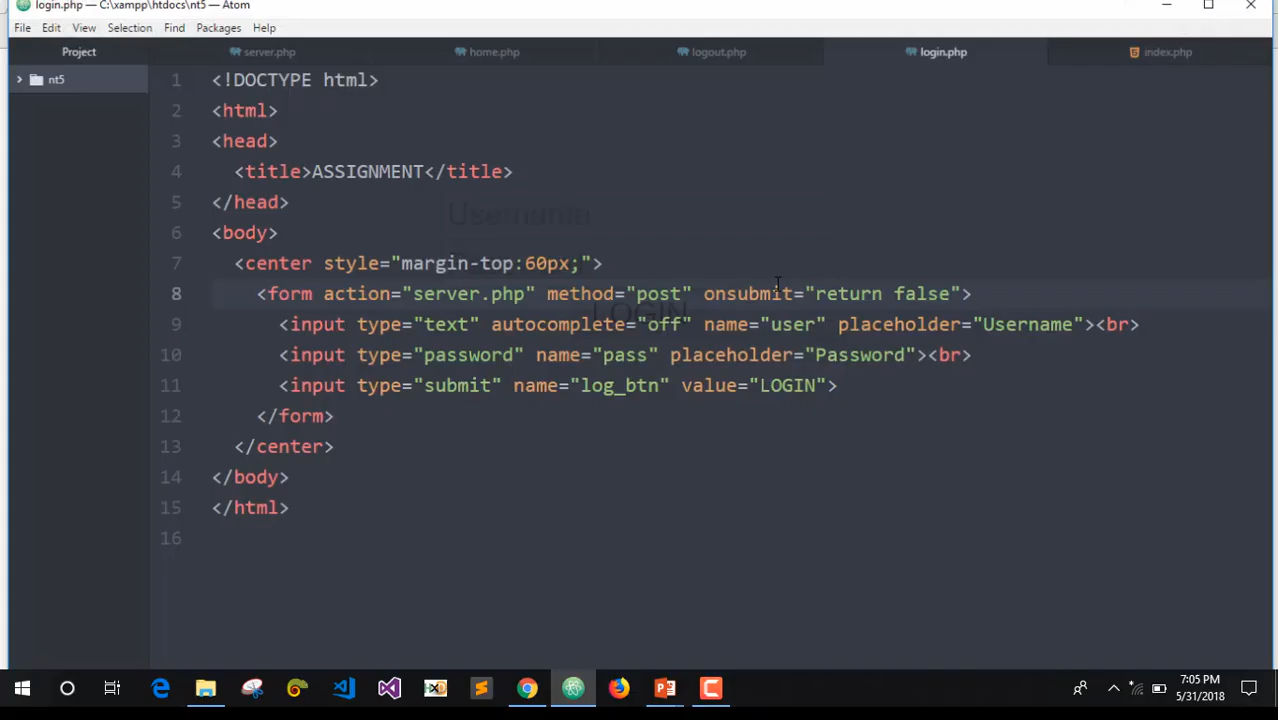 login.php — C:\xampp\htdocs\nt5 — Atom
File Edit View Selection Find Packages Help
Project server.php home.php logout.php login.php index.php
nt5
1 <!DOCTYPE html>
2 <html>
3 <head>
4 <title>ASSIGNMENT</title>
5 </head>
6 <body>
7 <center style="margin-top:60px;">
8 <form action="server.php" method="post" onsubmit="return false">
9 <input type="text" autocomplete="off" name="user" placeholder="Username"><br>
10 <input type="password" name="pass" placeholder="Password"><br>
11 <input type="submit" name="log_btn" value="LOGIN">
12 </form>
13 </center>
14 </body>
15 </html>
16
Username
LOGIN
7:05 PM
5/31/2018